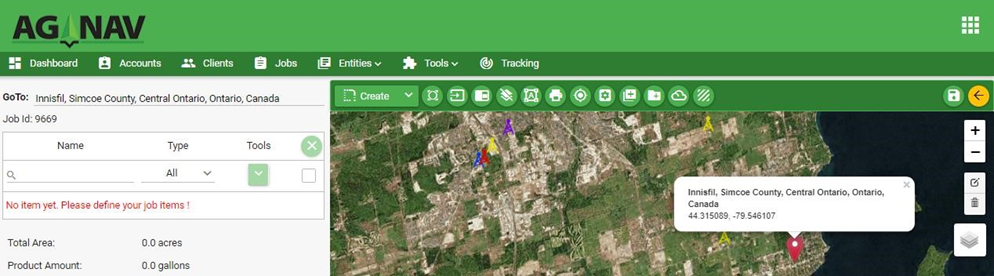 AG NAV
Dashboard Accounts Clients Jobs Entities Tools Tracking
GoTo: Innisfil, Simcoe County, Central Ontario, Ontario, Canada
Create
Job Id: 9669
Name Type Tools
All
No item yet. Please define your job items !
Total Area: 0.0 acres
Product Amount: 0.0 gallons
Innisfil, Simcoe County, Central Ontario, Ontario,
Canada
44.315089, -79.546107